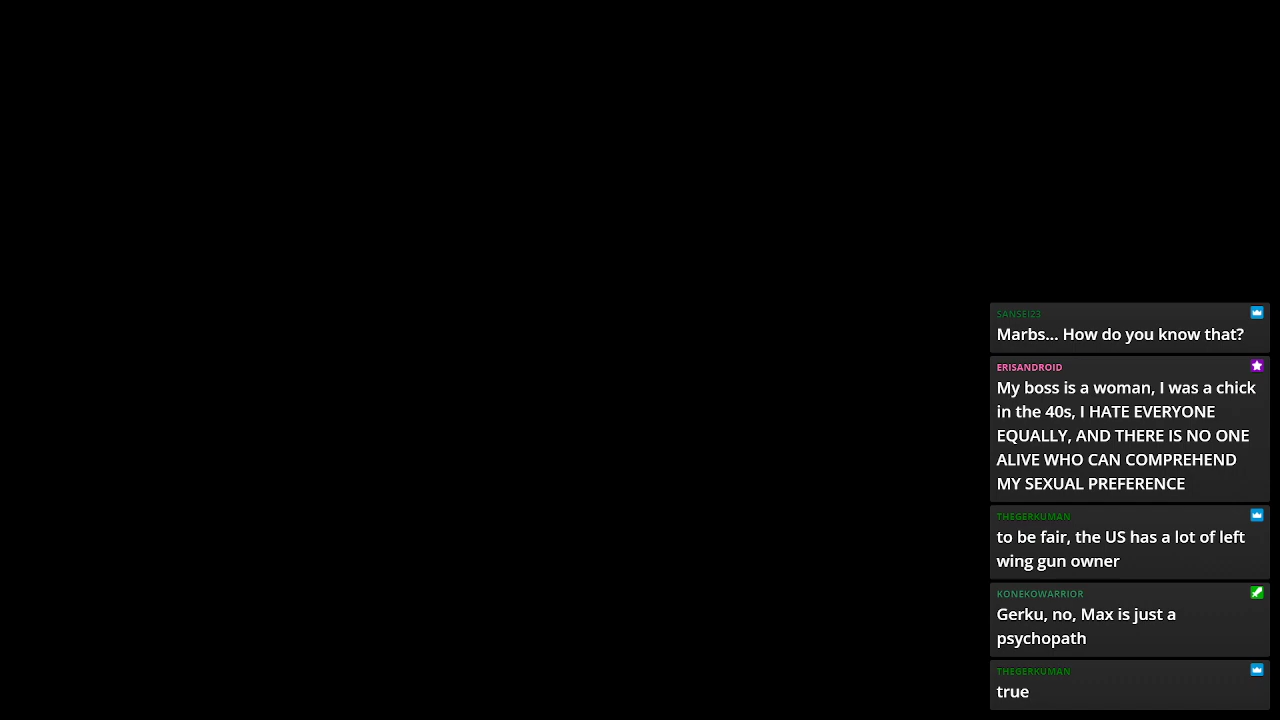 SANSEI23
Marbs... How do you know that?
ERISANDROID
My boss is a woman, I was a chick
in the 40s, I HATE EVERYONE
EQUALLY, AND THERE IS NO ONE
ALIVE WHO CAN COMPREHEND
MY SEXUAL PREFERENCE
THEGERKUMAN
to be fair, the US has a lot of left
wing gun owner
KONEKOWARRIOR
Gerku, no, Max is just a
psychopath
THEGERKUMAN
true